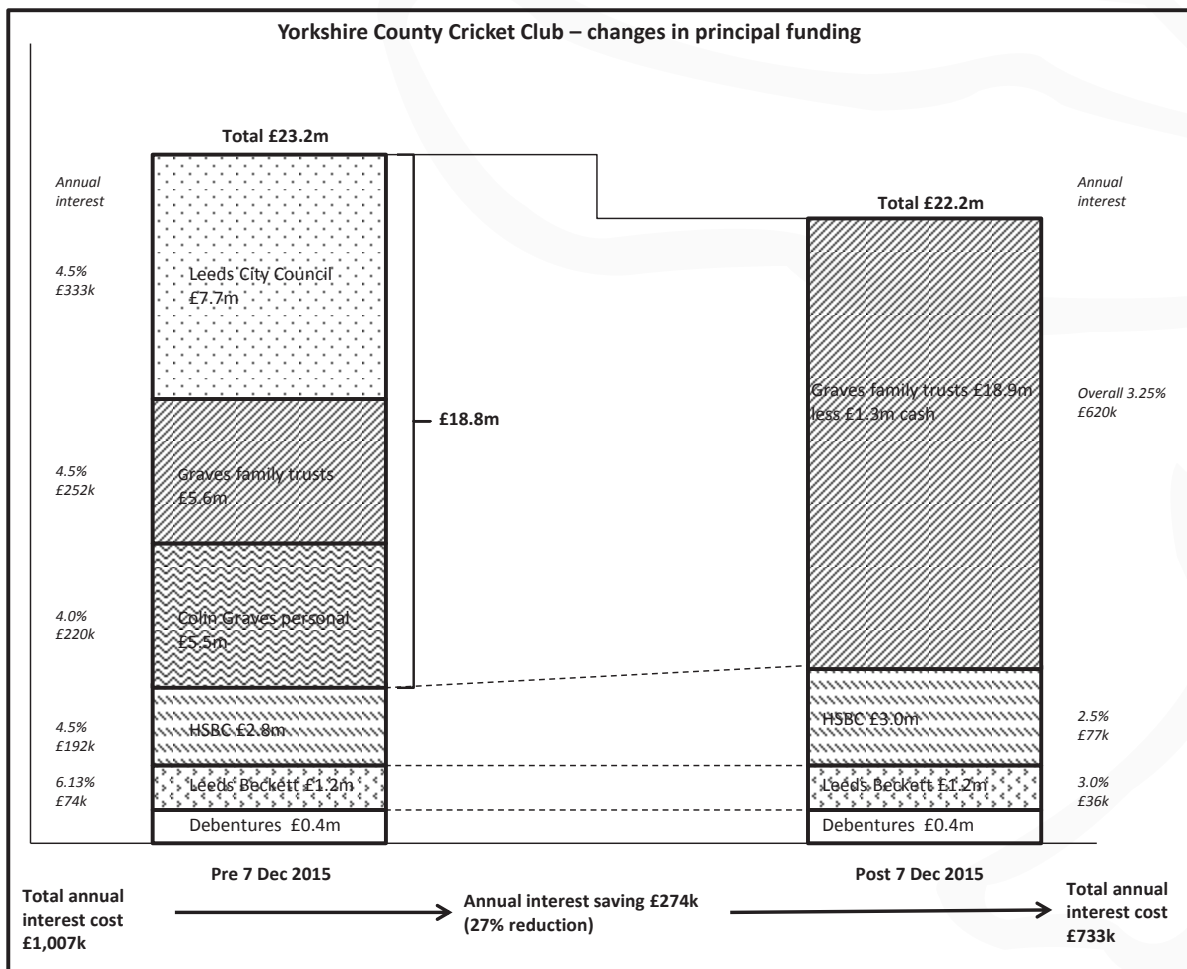 Yorkshire County Cricket Club – changes in principal funding
Total £23.2m
Annual
interest
4.5%
£333k
4.5%
£252k
4.0%
£220k
4.5%
£192k
6.13%
£74k
Leeds City Council
£7.7m
Graves family trusts
£5.6m
Colin Graves personal
£5.5m
HSBC £2.8m
Leeds Beckett £1.2m
Debentures £0.4m
£18.8m
Total £22.2m
Graves family trusts £18.9m
less £1.3m cash
HSBC £3.0m
Leeds Beckett £1.2m
Debentures £0.4m
Annual
interest
Overall 3.25%
£620k
2.5%
£77k
3.0%
£36k
Pre 7 Dec 2015
Post 7 Dec 2015
Total annual
interest cost
£1,007k
Annual interest saving £274k
(27% reduction)
Total annual
interest cost
£733k